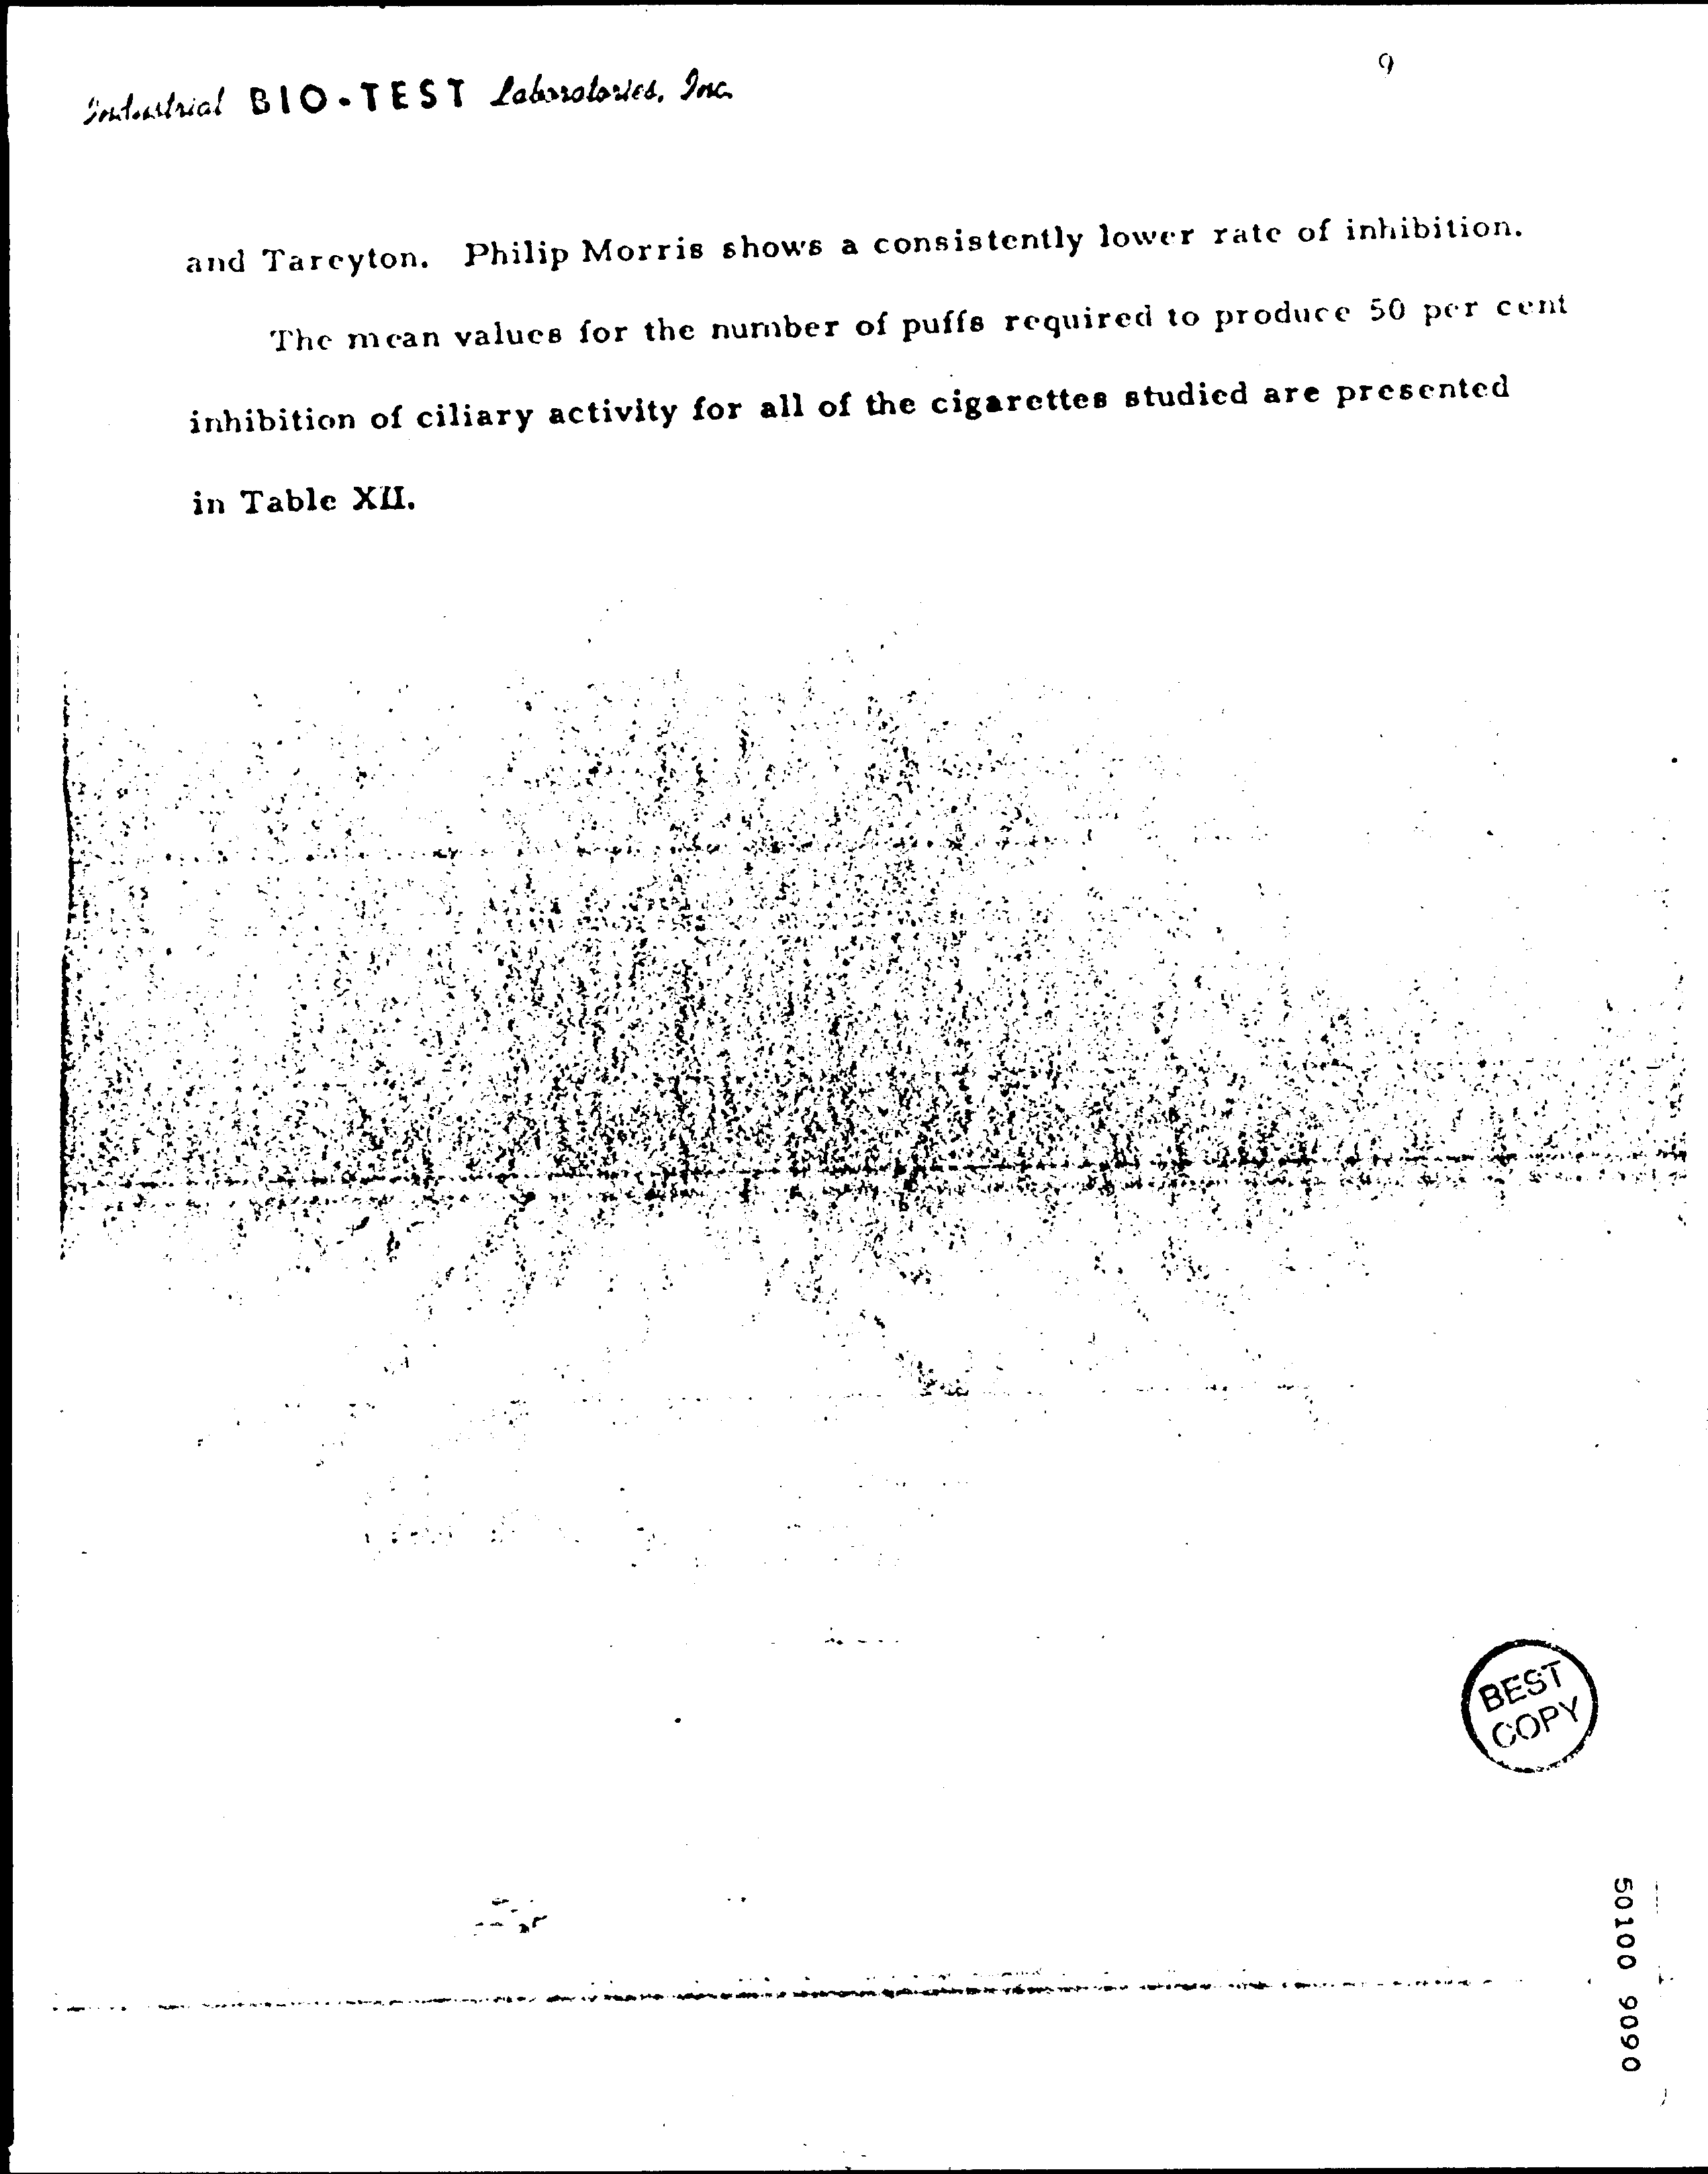 9
Industrial BIO-TEST Laboratories, Inc.
and Tareyton. Philip Morris shows a consistently lower rate of inhibition.
The mean values for the number of puffs required to produce 50 per cent
inhibition of ciliary activity for all of the cigarettes studied are presented
in Table XII.
BEST
COPY
50100 9090